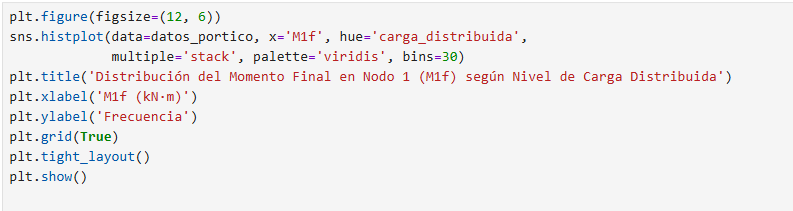 plt.figure(figsize=(12, 6))
sns.histplot(data=datos_portico, x='M1f', hue='carga_distribuida',
             multiple='stack', palette='viridis', bins=30)
plt.title('Distribución del Momento Final en Nodo 1 (M1f) según Nivel de Carga Distribuida')
plt.xlabel('M1f (kN·m)')
plt.ylabel('Frecuencia')
plt.grid(True)
plt.tight_layout()
plt.show()